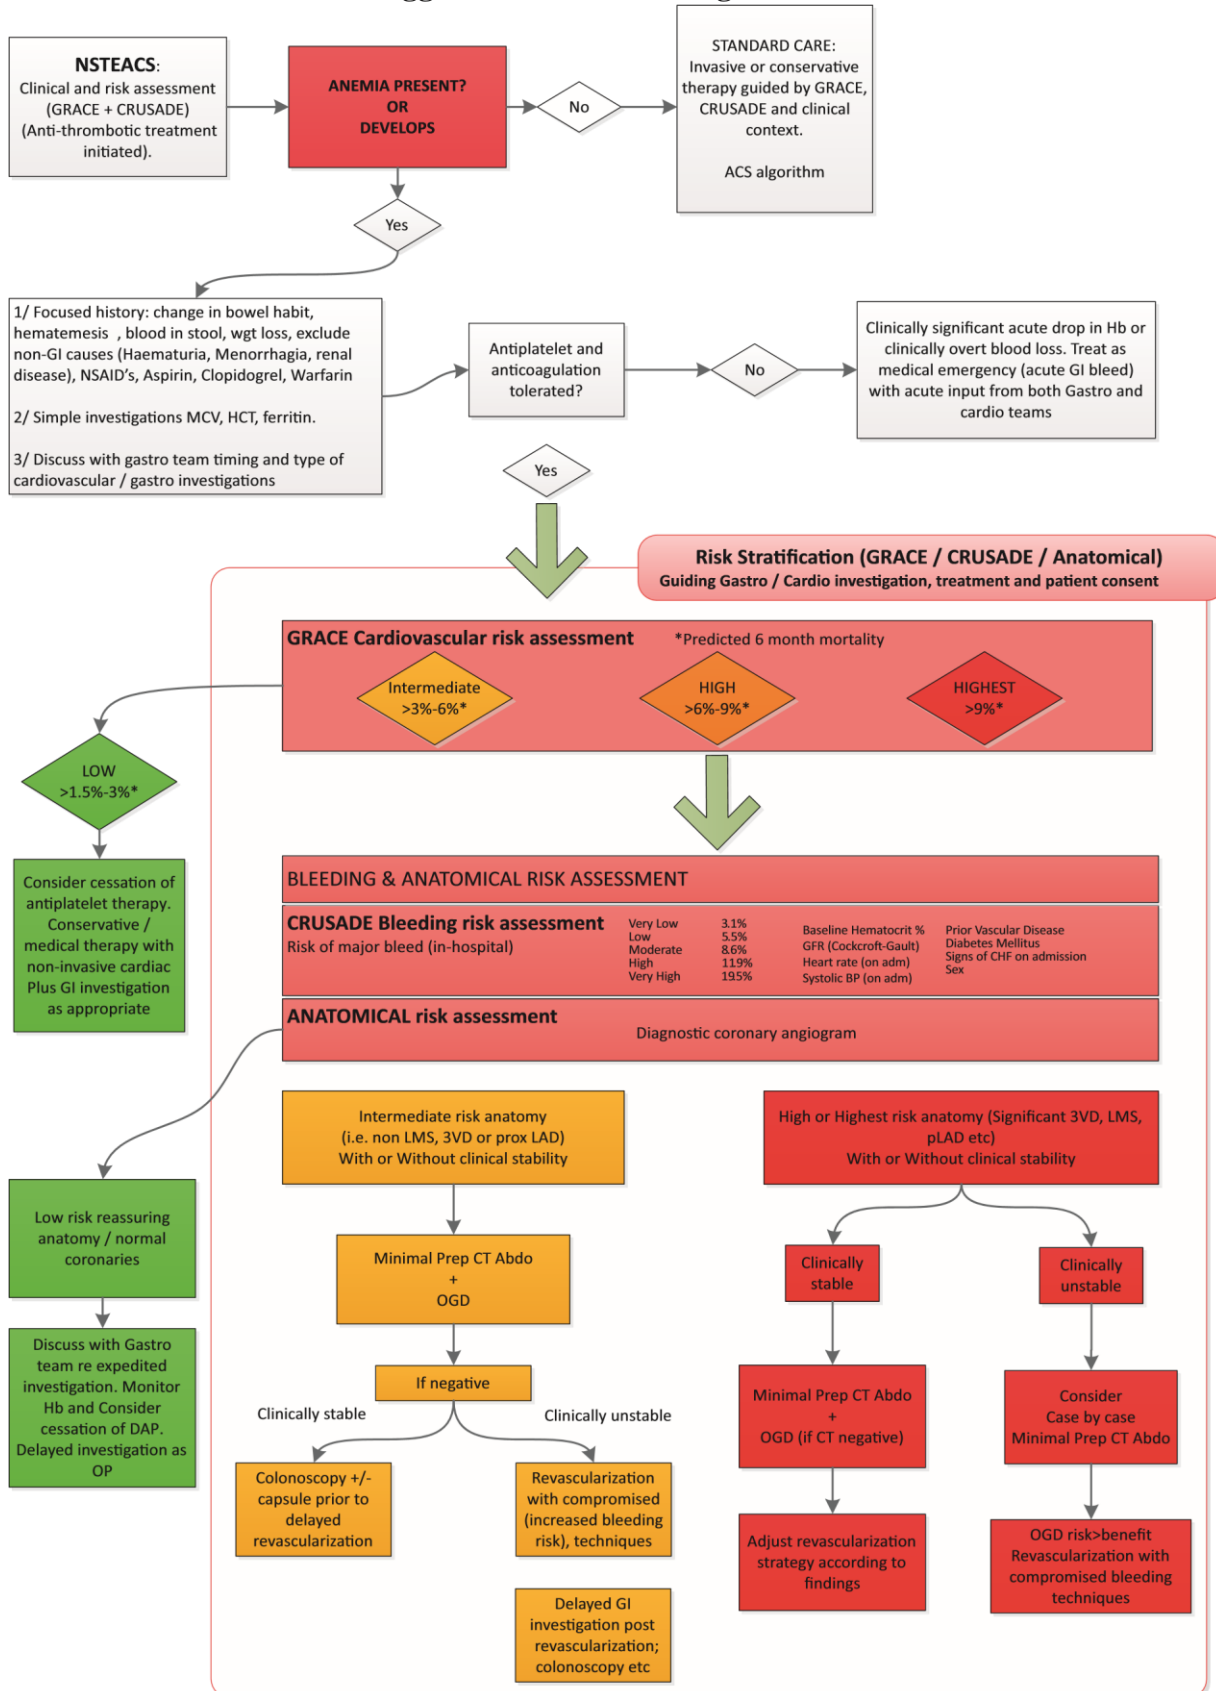 NSTEACS:
Clinical and risk assessment
(GRACE + CRUSADE)
(Anti-thrombotic treatment
initiated).
ANEMIA PRESENT?
OR
DEVELOPS
No
STANDARD CARE:
Invasive or conservative
therapy guided by GRACE,
CRUSADE and clinical
context.
ACS algorithm
Yes
1/ Focused history: change in bowel habit,
hematemesis , blood in stool, wgt loss, exclude
non-GI causes (Haematuria, Menorrhagia, renal
disease), NSAID's, Aspirin, Clopidogrel, Warfarin
2/ Simple investigations MCV, HCT, ferritin.
3/ Discuss with gastro team timing and type of
cardiovascular / gastro investigations
Antiplatelet and
anticoagulation
tolerated?
No
Clinically significant acute drop in Hb or
clinically overt blood loss. Treat as
medical emergency (acute GI bleed)
with acute input from both Gastro and
cardio teams
Yes
Risk Stratification (GRACE / CRUSADE / Anatomical)
Guiding Gastro / Cardio investigation, treatment and patient consent
GRACE Cardiovascular risk assessment *Predicted 6 month mortality
Intermediate
>3%-6%*
HIGH
>6%-9%*
HIGHEST
>9%*
LOW
>1.5%-3%*
Consider cessation of
antiplatelet therapy.
Conservative /
medical therapy with
non-invasive cardiac
Plus GI investigation
as appropriate
BLEEDING & ANATOMICAL RISK ASSESSMENT
CRUSADE Bleeding risk assessment
Risk of major bleed (in-hospital)
Very Low 3.1%
Low 5.5%
Moderate 8.6%
High 11.9%
Very High 19.5%
Baseline Hematocrit %
GFR (Cockcroft-Gault)
Heart rate (on adm)
Systolic BP (on adm)
Prior Vascular Disease
Diabetes Mellitus
Signs of CHF on admission
Sex
ANATOMICAL risk assessment
Diagnostic coronary angiogram
Low risk reassuring
anatomy / normal
coronaries
Discuss with Gastro
team re expedited
investigation. Monitor
Hb and Consider
cessation of DAP.
Delayed investigation as
OP
Intermediate risk anatomy
(i.e. non LMS, 3VD or prox LAD)
With or Without clinical stability
Minimal Prep CT Abdo
+
OGD
If negative
Clinically stable
Clinically unstable
Colonoscopy +/-
capsule prior to
delayed
revascularization
Revascularization
with compromised
(increased bleeding
risk), techniques
Delayed GI
investigation post
revascularization;
colonoscopy etc
High or Highest risk anatomy (Significant 3VD, LMS,
pLAD etc)
With or Without clinical stability
Clinically
stable
Clinically
unstable
Minimal Prep CT Abdo
+
OGD (if CT negative)
Consider
Case by case
Minimal Prep CT Abdo
Adjust revascularization
strategy according to
findings
OGD risk>benefit
Revascularization with
compromised bleeding
techniques